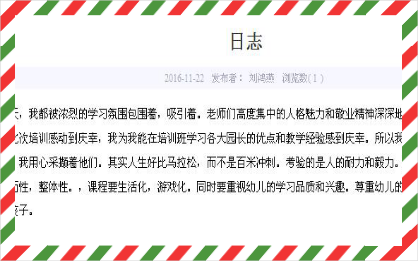 日志
2016-11-22 发布者：刘鸿燕 浏览数( 1 )
天，我都被浓烈的学习氛围包围着，吸引着。老师们高度集中的人格魅力和敬业精神深深地
次培训感动到庆幸，我为我能在培训班学习各大园长的优点和教学经验感到庆幸。所以我
我用心采撷着他们。其实人生好比马拉松，而不是百米冲刺。考验的是人的耐力和毅力。
性，整体性。，课程要生活化，游戏化。同时要重视幼儿的学习品质和兴趣。尊重幼儿的
孩子。